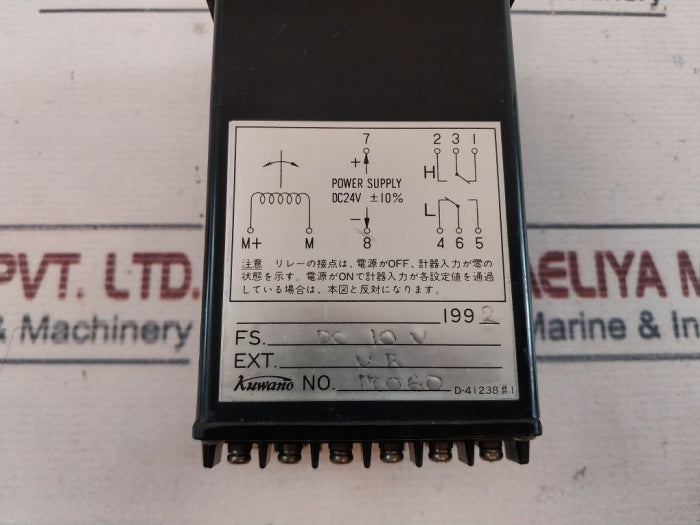 PVT. LTD.
& Machinery
AELIYA M
Marine & In
7
2 3 1
+
H
POWER SUPPLY
DC24V ±10%
L
−
M+ M 8 4 6 5
注意 リレーの接点は、電源がOFF、計器入力が零の
状態を示す。電源がONで計器入力が各設定値を通過
している場合は、本図と反対になります。
1992
FS. DC 10 V
EXT.
Kuwano NO.
D-41238#1